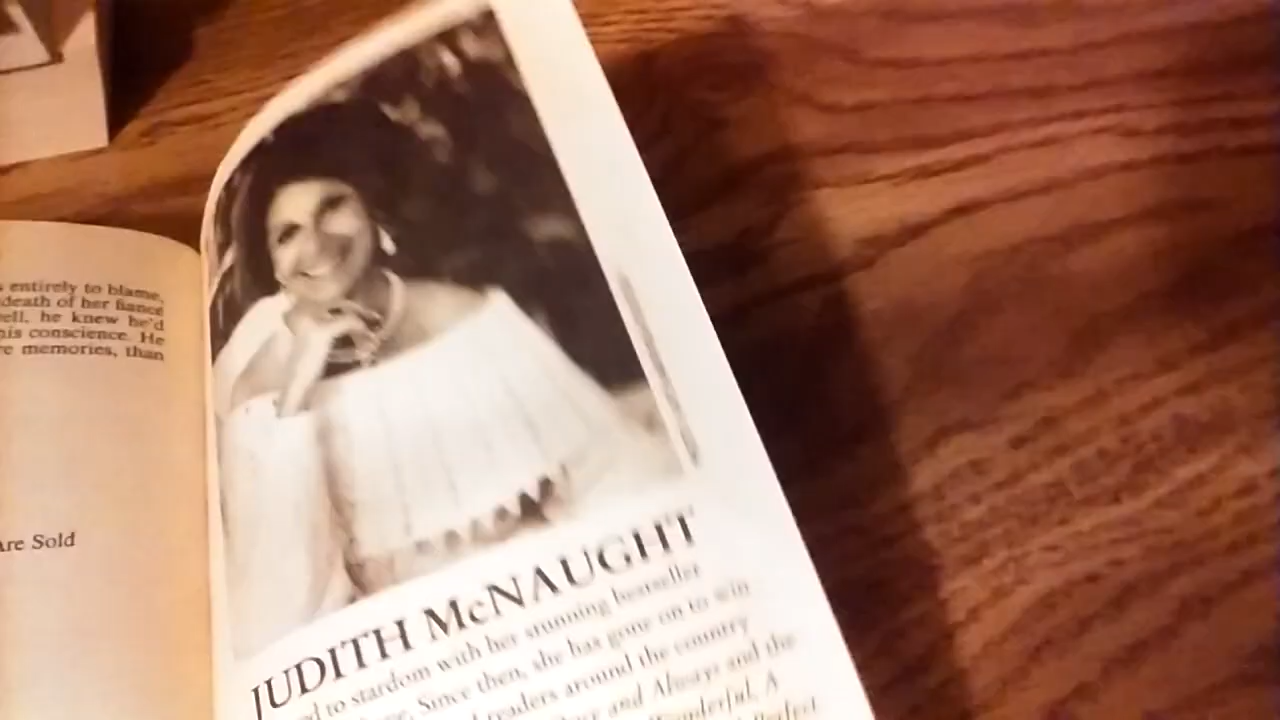 entirely to blame,
death of her fiancé
he knew he'd
his conscience. He
memories, than
Are Sold
JUDITH McNAUGHT
to stardom with her stunning bestseller
Since then, she has gone on to win
readers around the country
and Always and the
A